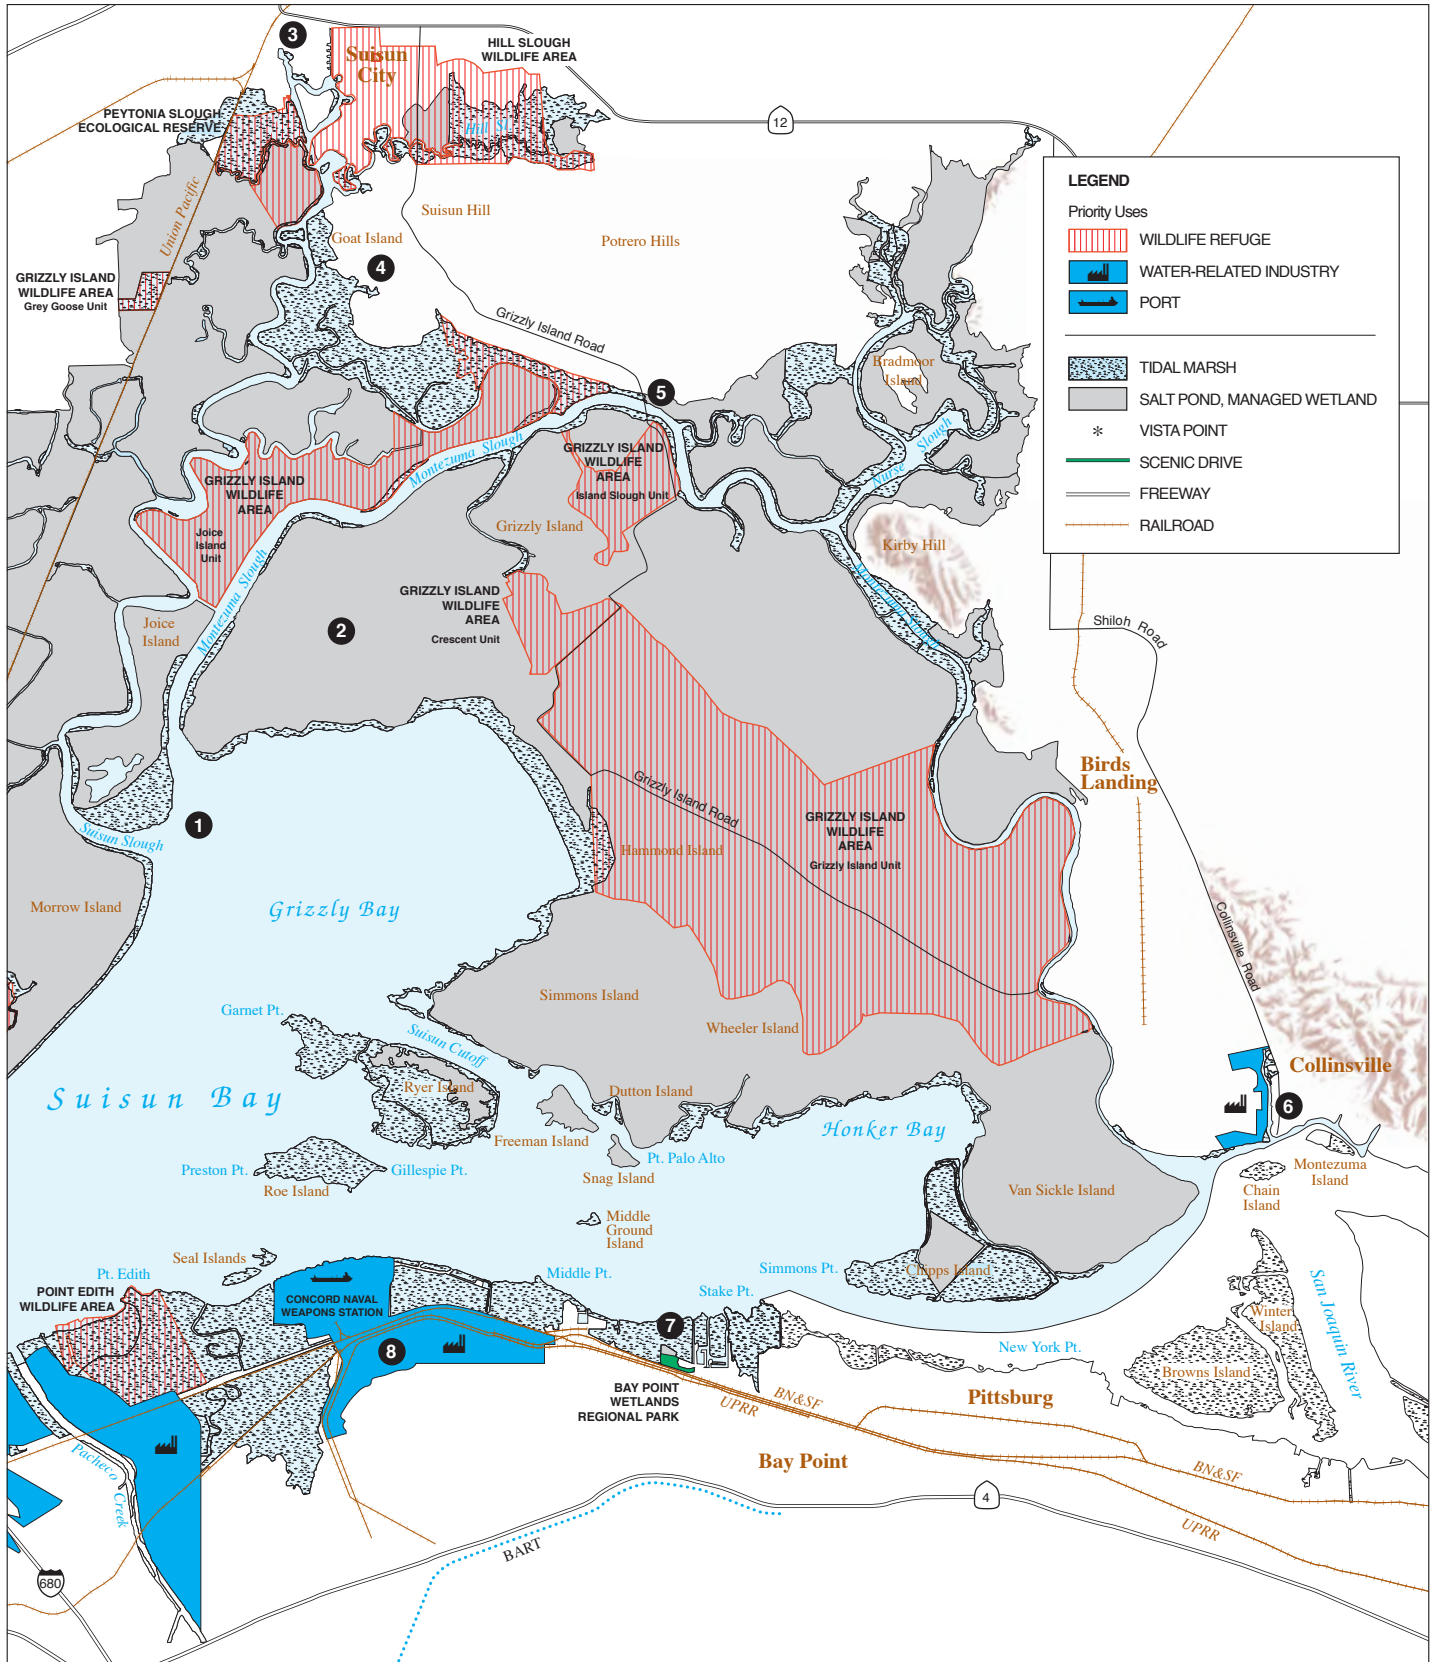 3
Suisun
City
HILL SLOUGH
WILDLIFE AREA
PEYTONIA SLOUGH
ECOLOGICAL RESERVE
Hill Sl.
12
Union Pacific
Suisun Hill
Goat Island
Potrero Hills
4
GRIZZLY ISLAND
WILDLIFE AREA
Grey Goose Unit
Grizzly Island Road
LEGEND
Priority Uses
WILDLIFE REFUGE
WATER-RELATED INDUSTRY
PORT
TIDAL MARSH
SALT POND, MANAGED WETLAND
* VISTA POINT
SCENIC DRIVE
FREEWAY
RAILROAD
Bradmoor
Island
5
Nurse Slough
Montezuma Slough
GRIZZLY ISLAND
WILDLIFE
AREA
Island Slough Unit
GRIZZLY ISLAND
WILDLIFE
AREA
Joice
Island
Unit
Grizzly Island
Kirby Hill
Montezuma Slough
Montezuma Slough
GRIZZLY ISLAND
WILDLIFE
AREA
Crescent Unit
Joice
Island
2
Shiloh Road
Birds
Landing
Grizzly Island Road
1
Suisun Slough
GRIZZLY ISLAND
WILDLIFE
AREA
Grizzly Island Unit
Hammond Island
Morrow Island
Grizzly Bay
Collinsville Road
Simmons Island
Garnet Pt.
Wheeler Island
Suisun Cutoff
Collinsville
Ryer Island
Dutton Island
Suisun Bay
6
Freeman Island
Honker Bay
Pt. Palo Alto
Preston Pt.
Gillespie Pt.
Roe Island
Snag Island
Montezuma
Island
Van Sickle Island
Chain
Island
Middle
Ground
Island
Seal Islands
Pt. Edith
Middle Pt.
Simmons Pt.
Chipps Island
Stake Pt.
San Joaquin River
POINT EDITH
WILDLIFE AREA
CONCORD NAVAL
WEAPONS STATION
Winter
Island
7
8
New York Pt.
Browns Island
BAY POINT
WETLANDS
REGIONAL PARK
BN&SF
UPRR
Pittsburg
Bay Point
Pacheco Creek
BN&SF
4
UPRR
BART
680